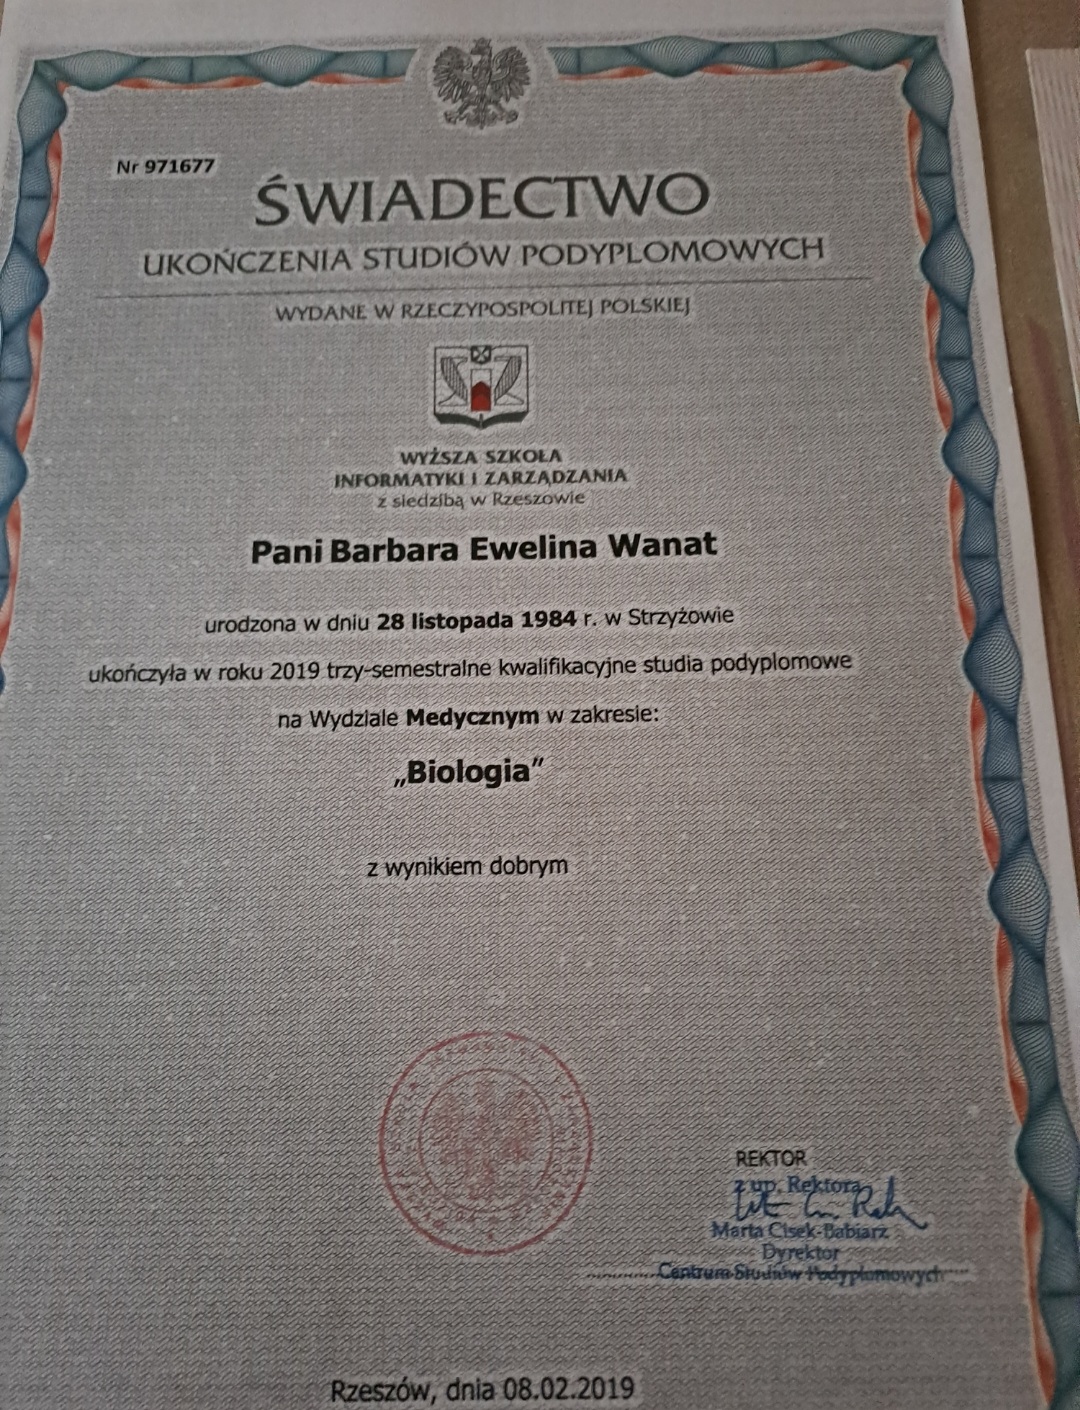 Nr 971677
ŚWIADECTWO
UKOŃCZENIA STUDIÓW PODYPLOMOWYCH
WYDANE W RZECZYPOSPOLITEJ POLSKIEJ
WYŻSZA SZKOŁA
INFORMATYKI I ZARZĄDZANIA
z siedzibą w Rzeszowie
Pani Barbara Ewelina Wanat
urodzona w dniu 28 listopada 1984 r. w Strzyżowie
ukończyła w roku 2019 trzy-semestralne kwalifikacyjne studia podyplomowe
na Wydziale Medycznym w zakresie:
„Biologia”
z wynikiem dobrym
REKTOR
z up. Rektora
Marta Cisek-Babiarz
Dyrektor
Centrum Studiów Podyplomowych
Rzeszów, dnia 08.02.2019